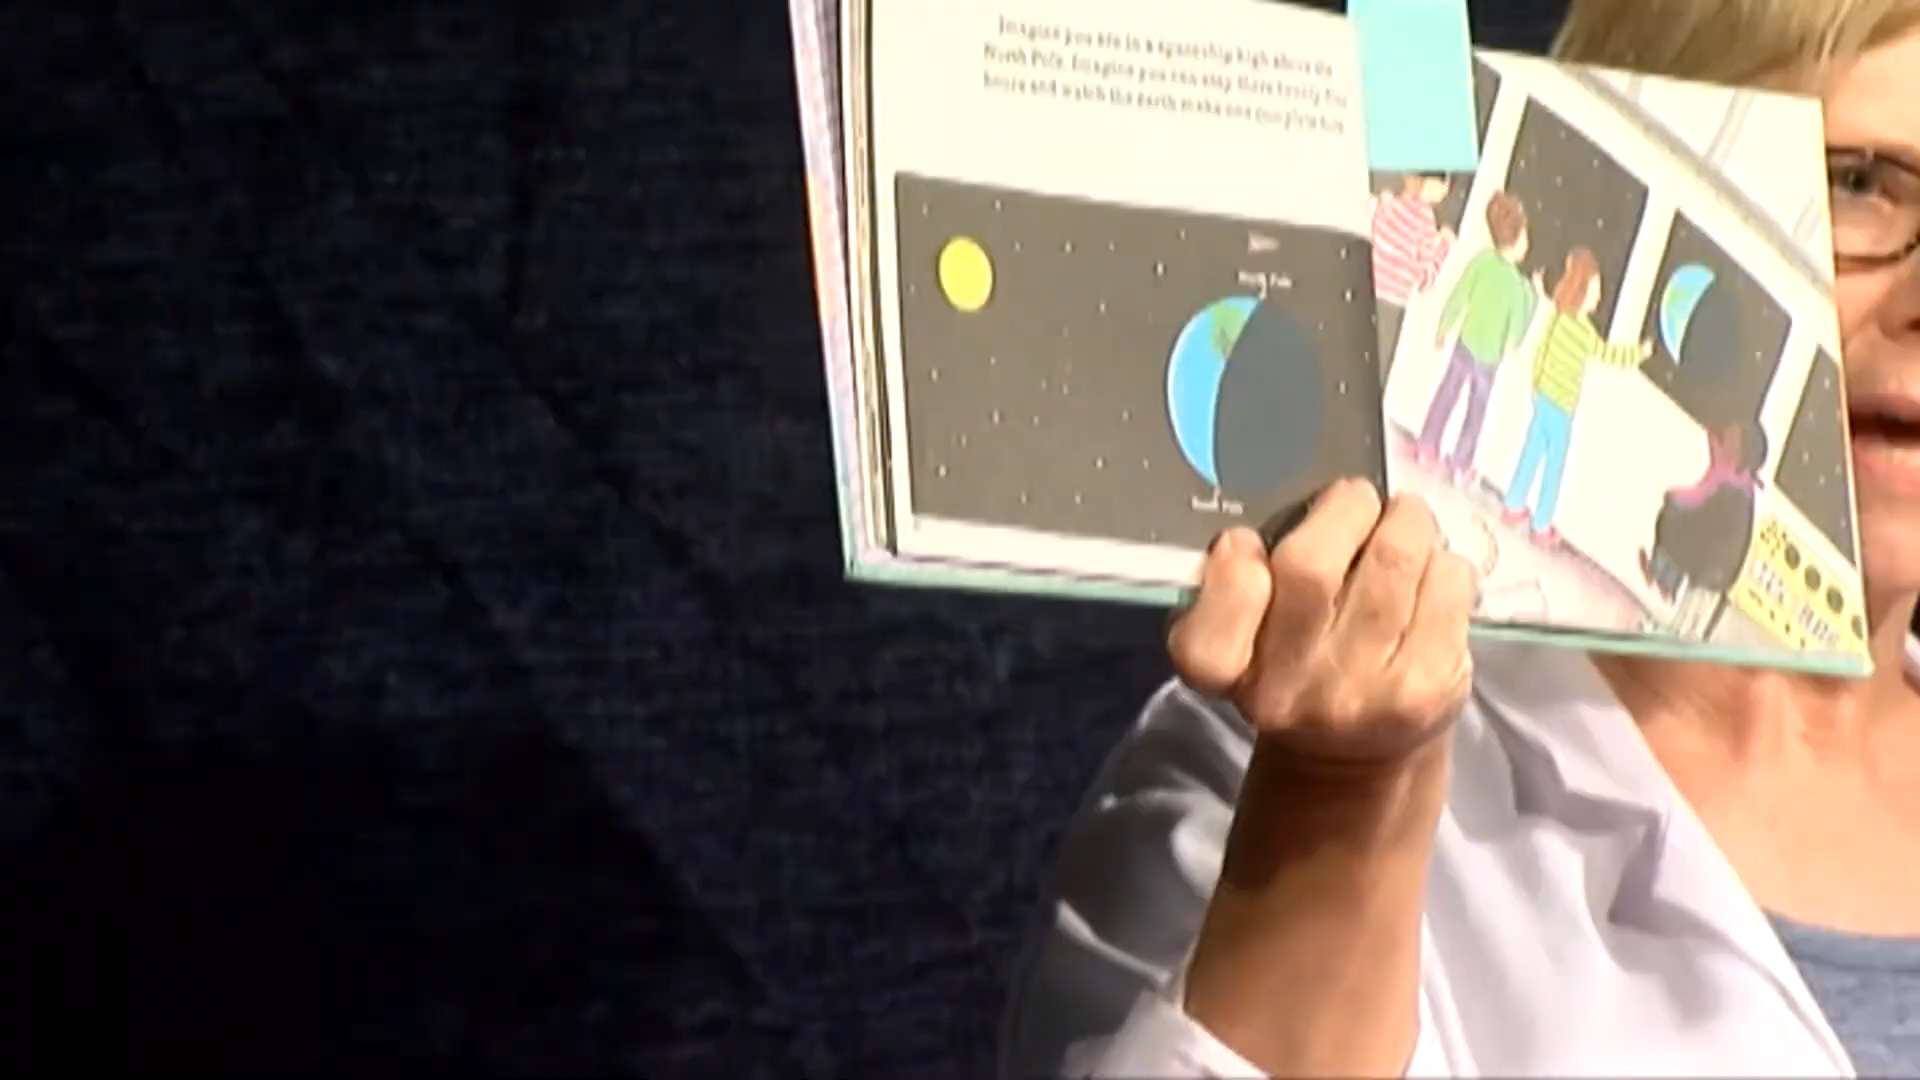 Imagine you are in a spaceship high above the
North Pole. Imagine you can stay there twenty-four
hours and watch the earth make one complete turn.
North Pole
South Pole